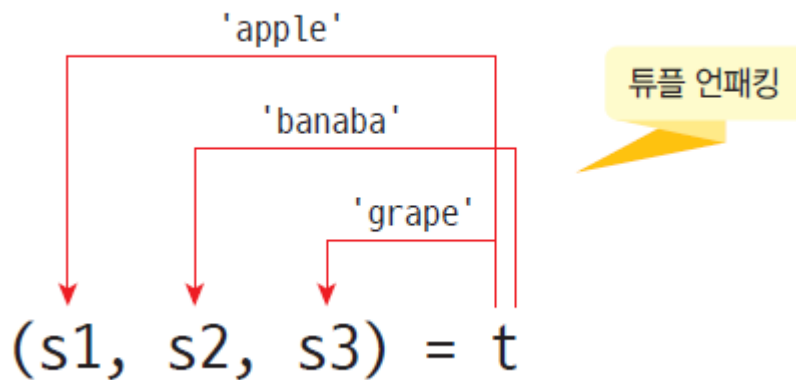 'apple'
튜플 언패킹
'banaba'
'grape'
(s1, s2, s3) = t